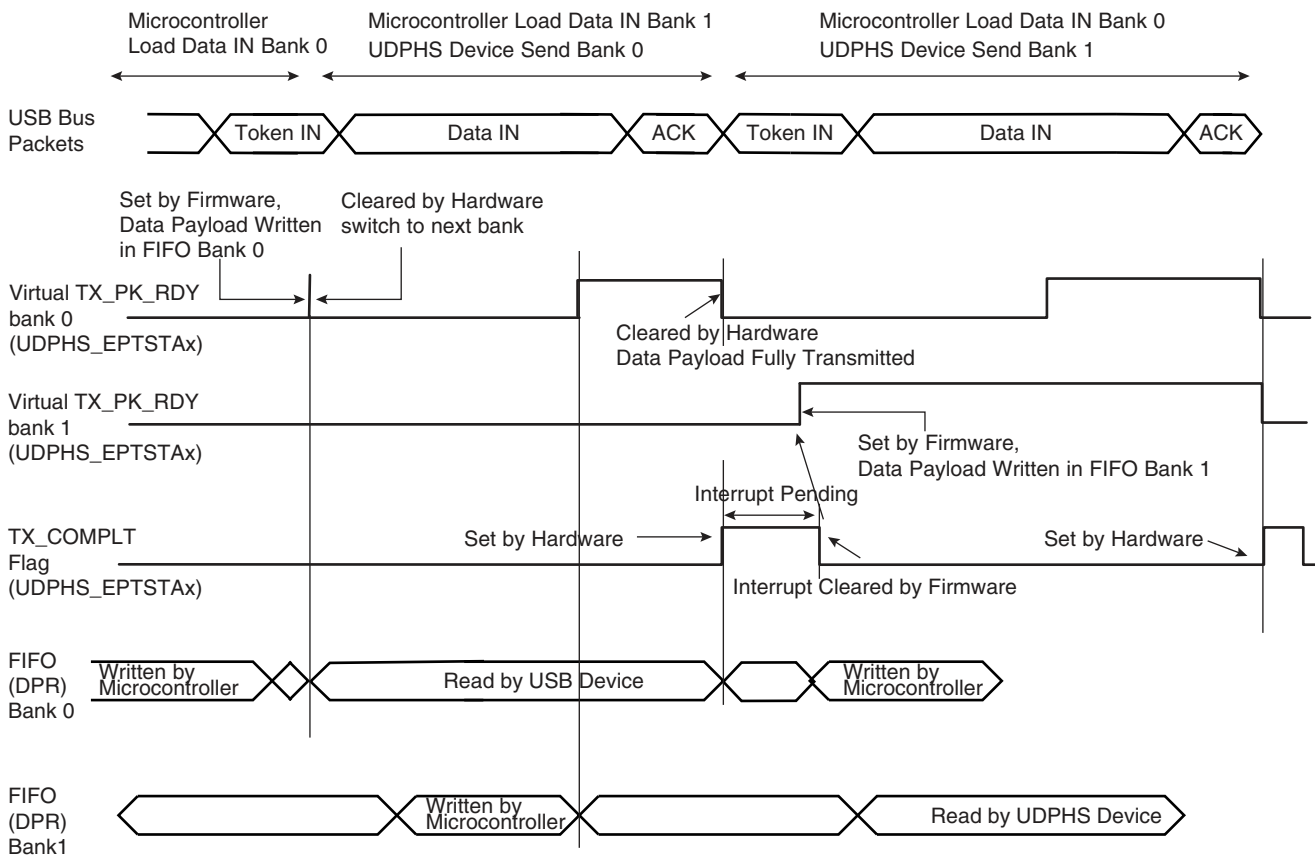 Microcontroller
Load Data IN Bank 0
Microcontroller Load Data IN Bank 1
UDPHS Device Send Bank 0
Microcontroller Load Data IN Bank 0
UDPHS Device Send Bank 1
USB Bus
Packets
Token IN
Data IN
ACK
Token IN
Data IN
ACK
Set by Firmware,
Data Payload Written
in FIFO Bank 0
Cleared by Hardware
switch to next bank
Virtual TX_PK_RDY
bank 0
(UDPHS_EPTSTAx)
Cleared by Hardware
Data Payload Fully Transmitted
Virtual TX_PK_RDY
bank 1
(UDPHS_EPTSTAx)
Set by Firmware,
Data Payload Written in FIFO Bank 1
Interrupt Pending
TX_COMPLT
Flag
(UDPHS_EPTSTAx)
Set by Hardware
Set by Hardware
Interrupt Cleared by Firmware
FIFO
(DPR)
Bank 0
Written by
Microcontroller
Read by USB Device
Written by
Microcontroller
FIFO
(DPR)
Bank1
Written by
Microcontroller
Read by UDPHS Device